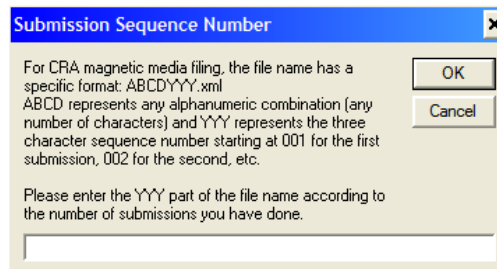 Submission Sequence Number
For CRA magnetic media filing, the file name has a
specific format: ABCDYYY.xml
ABCD represents any alphanumeric combination (any
number of characters) and YYY represents the three
character sequence number starting at 001 for the first
submission, 002 for the second, etc.
Please enter the YYY part of the file name according to
the number of submissions you have done.
OK
Cancel